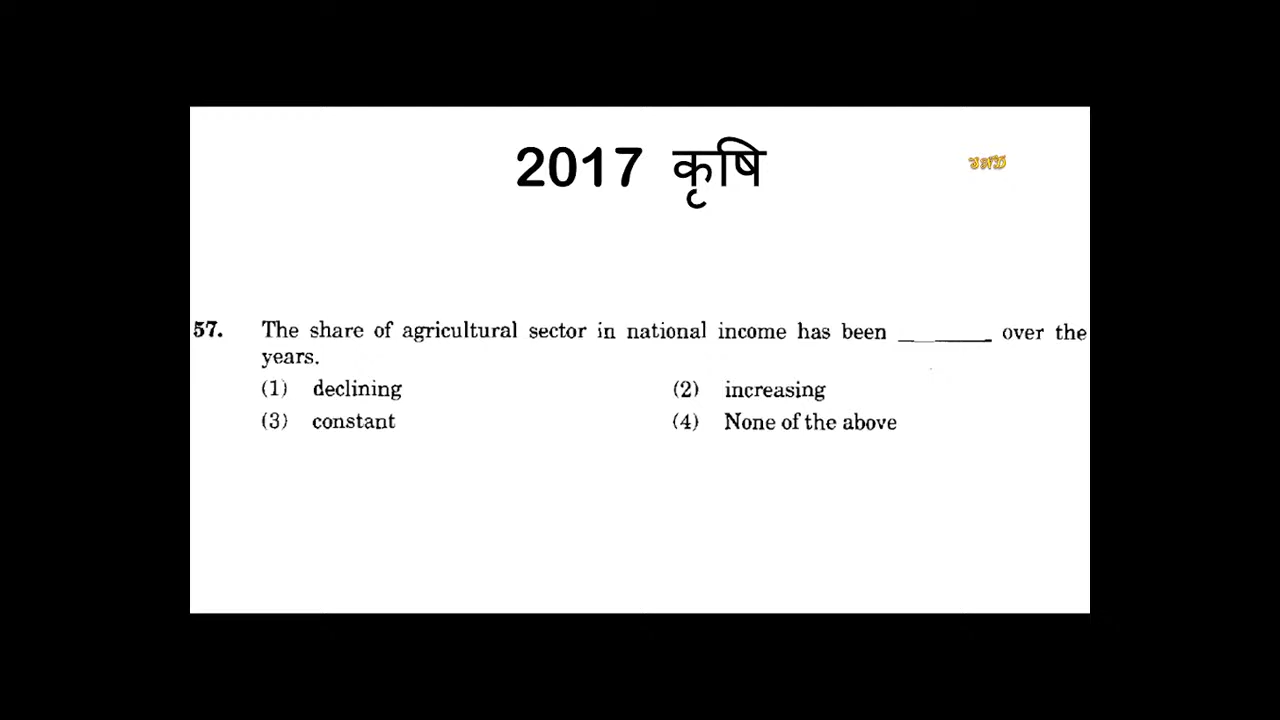 2017 कृषि
57. The share of agricultural sector in national income has been ________ over the
years.
(1) declining (2) increasing
(3) constant (4) None of the above